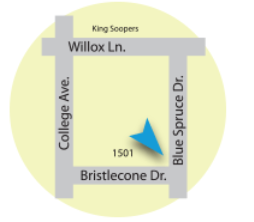 King Soopers
Willox Ln.
College Ave.
Blue Spruce Dr.
1501
Bristlecone Dr.